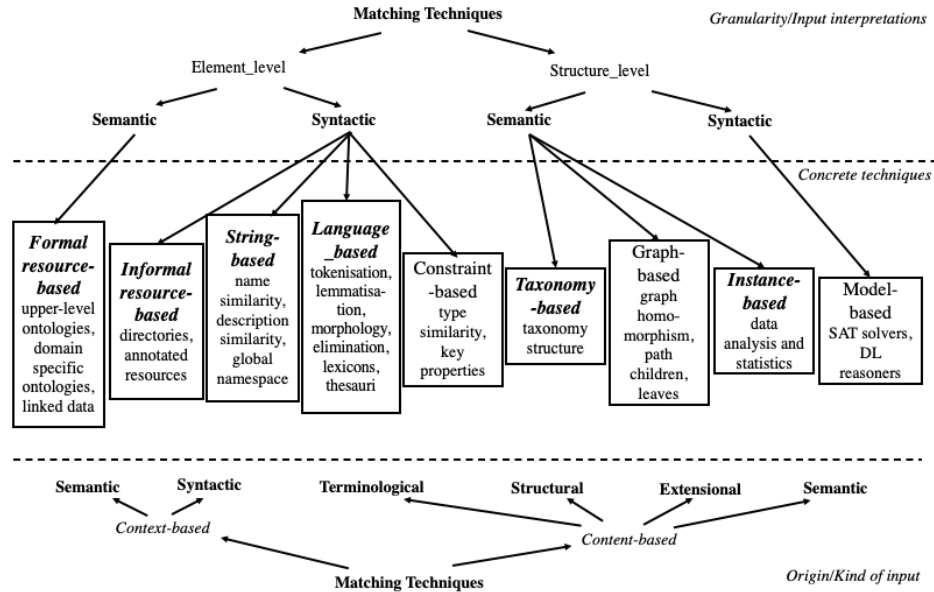 Matching Techniques
Granularity/Input interpretations
Element_level
Structure_level
Semantic
Syntactic
Semantic
Syntactic
Concrete techniques
Formal
resource-
based
upper-level
ontologies,
domain
specific
ontologies,
linked data
Informal
resource-
based
directories,
annotated
resources
String-
based
name
similarity,
description
similarity,
global
namespace
Language
_based
tokenisation,
lemmatisa-
tion,
morphology,
elimination,
lexicons,
thesauri
Constraint
-based
type
similarity,
key
properties
Taxonomy
-based
taxonomy
structure
Graph-
based
graph
homo-
morphism,
path
children,
leaves
Instance-
based
data
analysis and
statistics
Model-
based
SAT solvers,
DL
reasoners
Semantic
Syntactic
Terminological
Structural
Extensional
Semantic
Context-based
Content-based
Matching Techniques
Origin/Kind of input